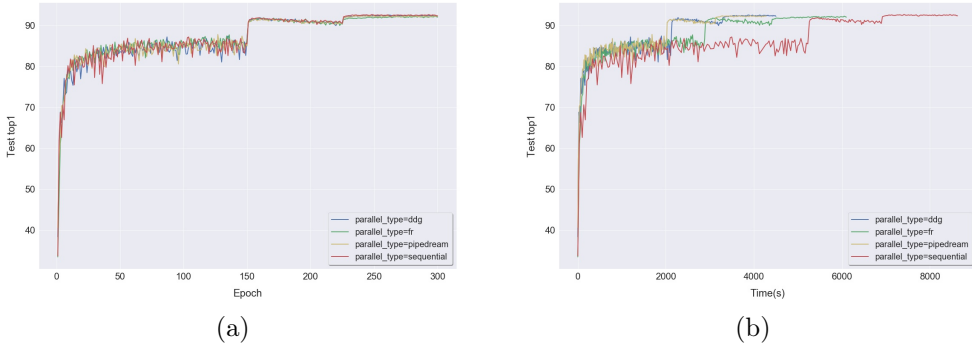 90
80
70
60
50
40
Test top1
0 50 100 150 200 250 300
Epoch
parallel_type=ddg
parallel_type=fr
parallel_type=pipedream
parallel_type=sequential
(a)
90
80
70
60
50
40
Test top1
0 2000 4000 6000 8000
Time(s)
parallel_type=ddg
parallel_type=fr
parallel_type=pipedream
parallel_type=sequential
(b)